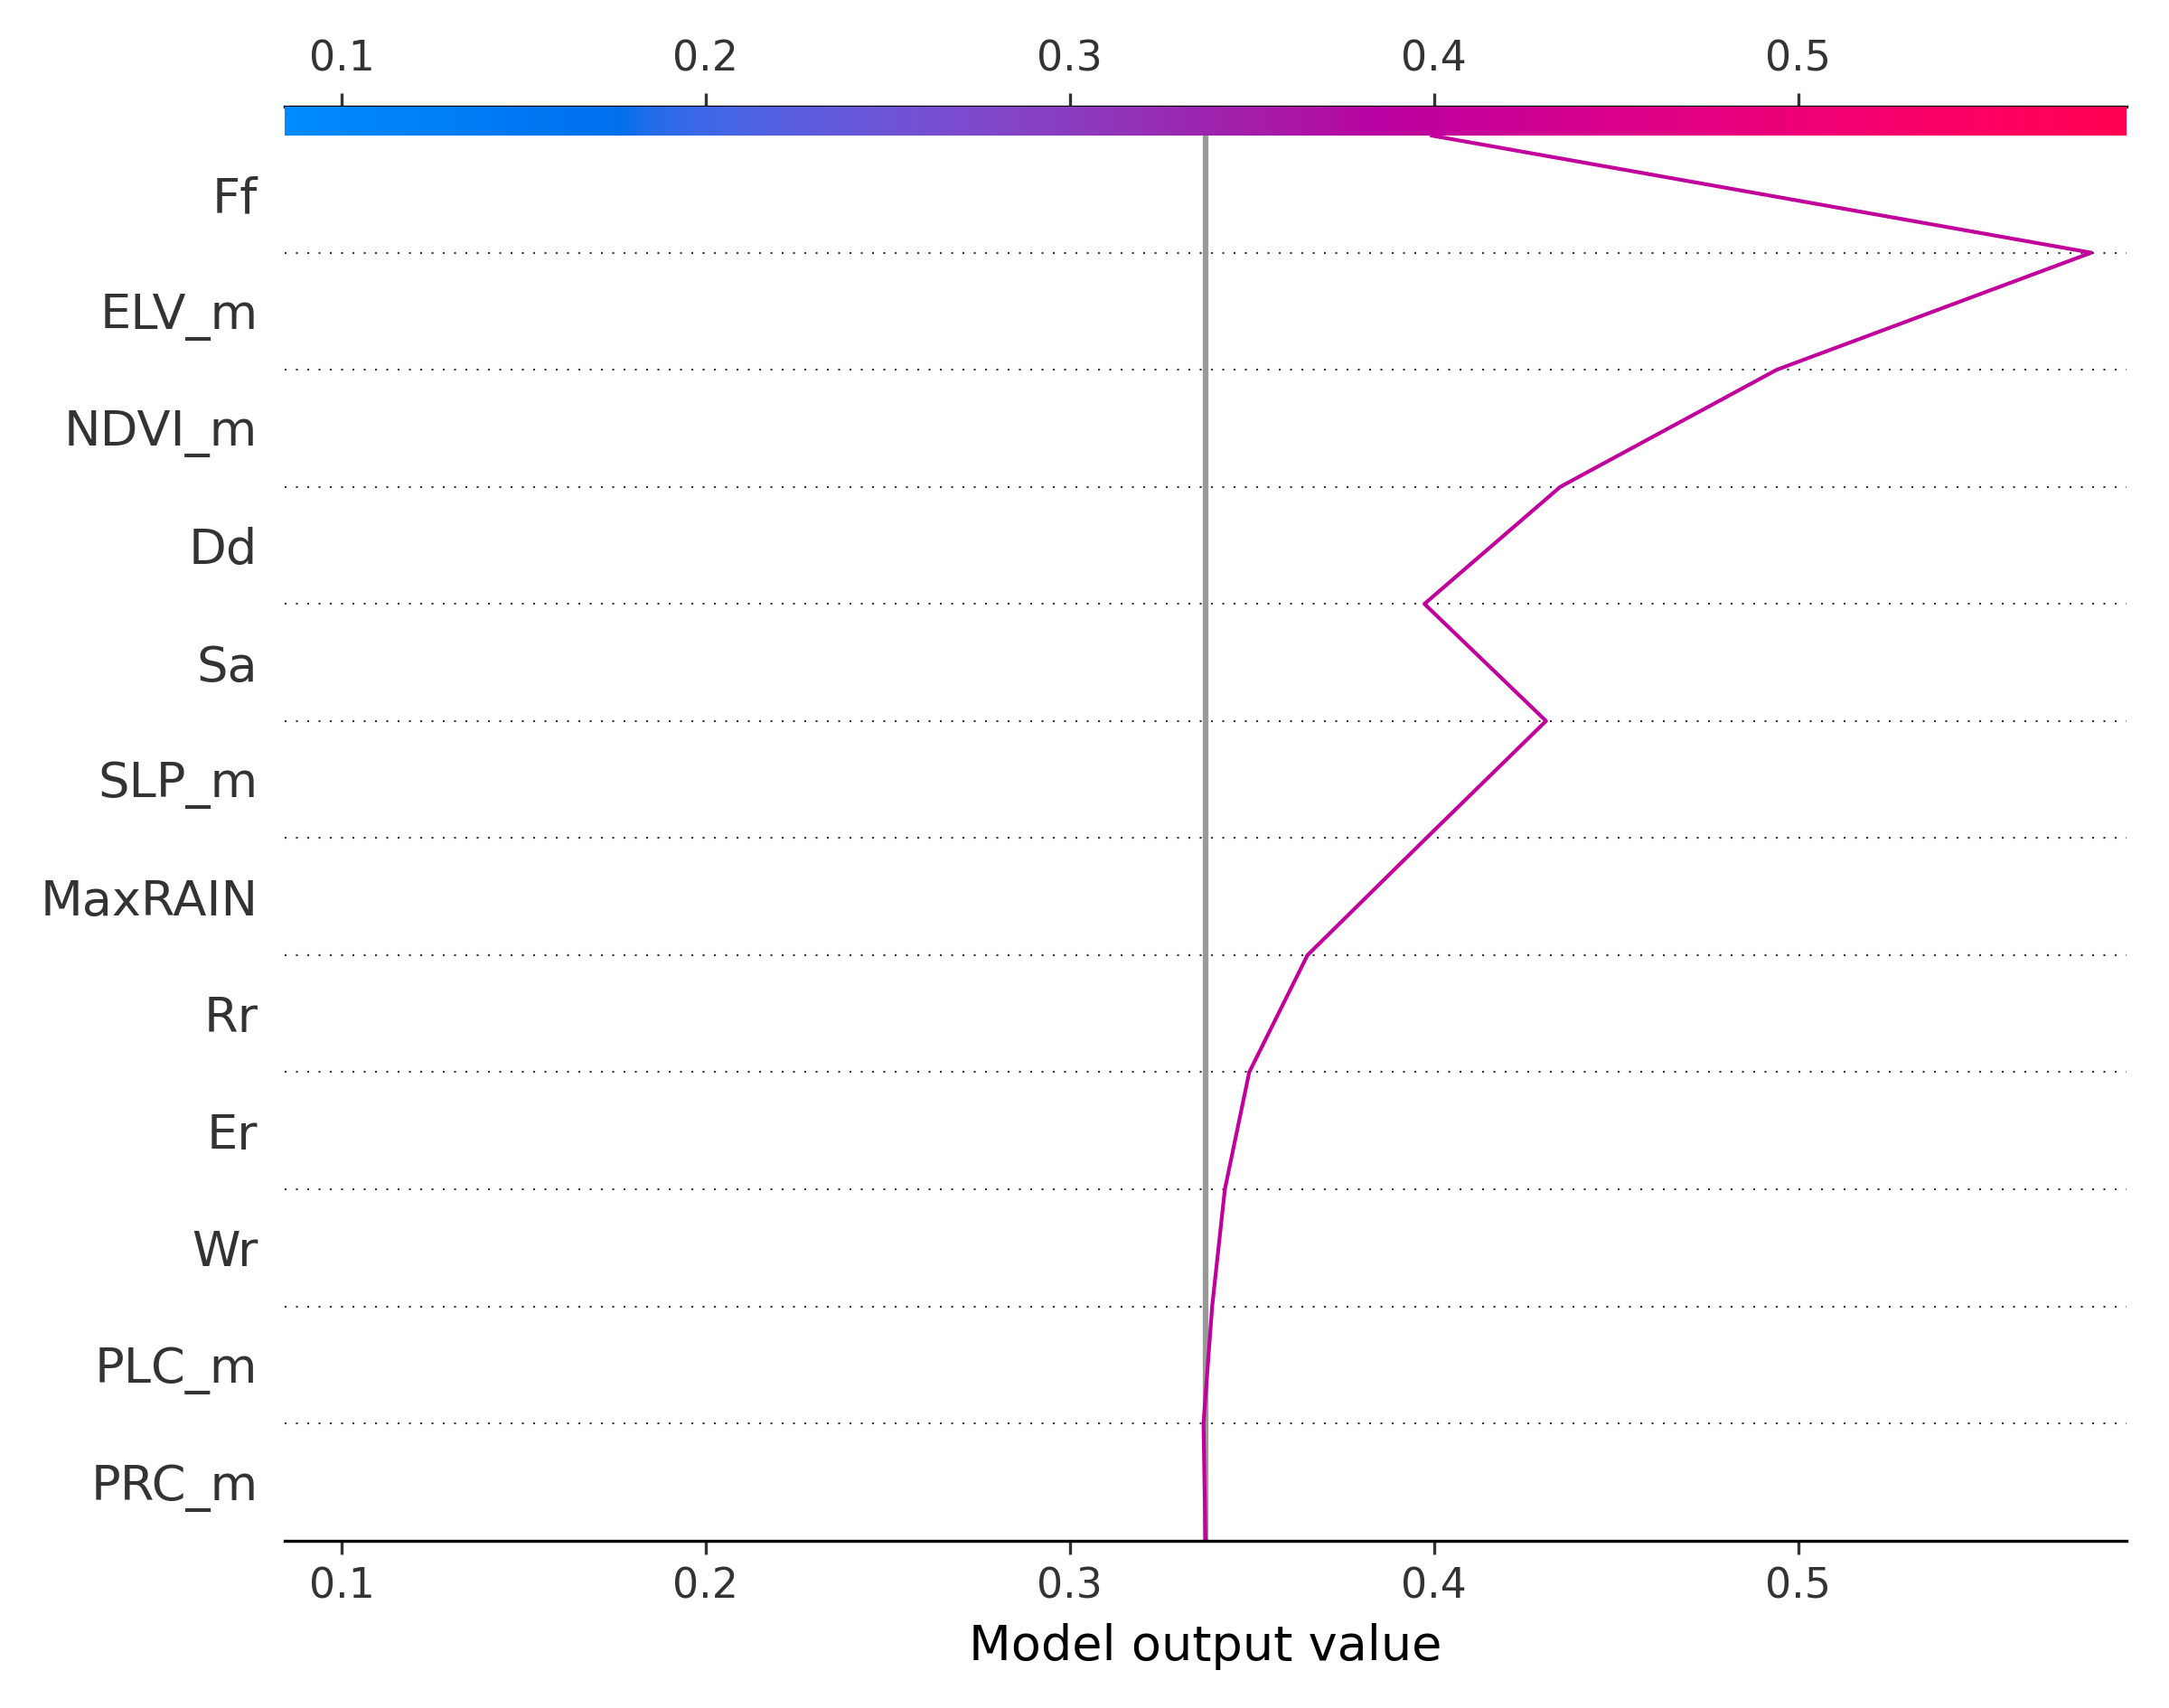 0.1 0.2 0.3 0.4 0.5
Ff
ELV_m
NDVI_m
Dd
Sa
SLP_m
MaxRAIN
Rr
Er
Wr
PLC_m
PRC_m
0.1 0.2 0.3 0.4 0.5
Model output value